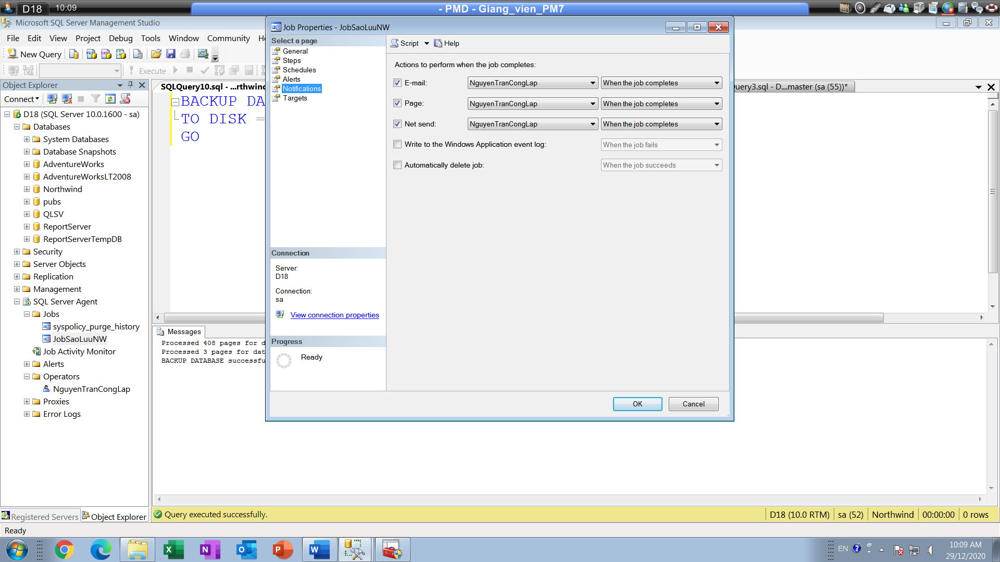 D18
10:09
- PMD - Giang_vien_PM7
Microsoft SQL Server Management Studio
File Edit View Project Debug Tools Window Community
New Query
Execute
Object Explorer
Connect
D18 (SQL Server 10.0.1600 - sa)
Databases
System Databases
Database Snapshots
AdventureWorks
AdventureWorksLT2008
Northwind
pubs
QLSV
ReportServer
ReportServerTempDB
Security
Server Objects
Replication
Management
SQL Server Agent
Jobs
syspolicy_purge_history
JobSaoLuuNW
Job Activity Monitor
Alerts
Operators
NguyenTranCongLap
Proxies
Error Logs
Registered Servers
Object Explorer
SQLQuery10.sql - ...rthwind
BACKUP DA
TO DISK =
GO
uery3.sql - D....master (sa (55))*
Job Properties - JobSaoLuuNW
Select a page
General
Steps
Schedules
Alerts
Notifications
Targets
Connection
Server:
D18
Connection:
sa
View connection properties
Progress
Ready
Script Help
Actions to perform when the job completes:
E-mail: NguyenTranCongLap When the job completes
Page: NguyenTranCongLap When the job completes
Net send: NguyenTranCongLap When the job completes
Write to the Windows Application event log: When the job fails
Automatically delete job: When the job succeeds
OK Cancel
Messages
Processed 408 pages for d
Processed 3 pages for dat
BACKUP DATABASE successfu
Query executed successfully.
D18 (10.0 RTM) sa (52) Northwind 00:00:00 0 rows
Ready
EN
10:09 AM
29/12/2020